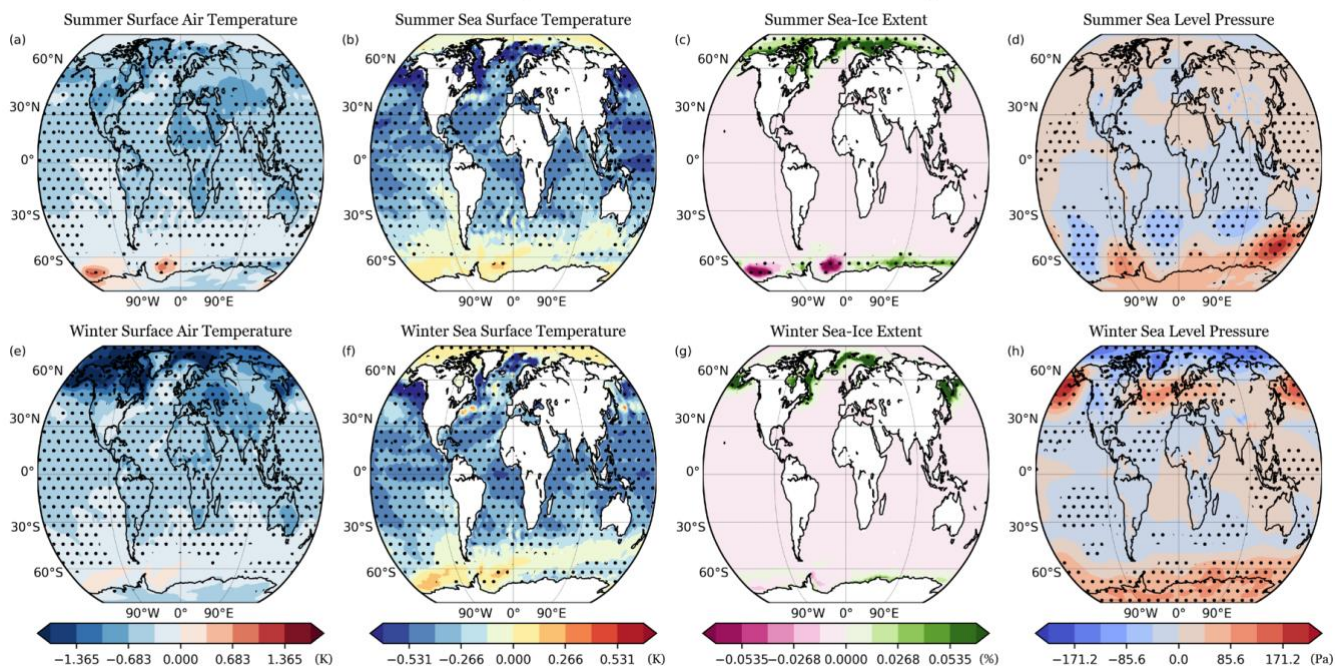 Summer Surface Air Temperature
Summer Sea Surface Temperature
Summer Sea-Ice Extent
Summer Sea Level Pressure
(a)
(b)
(c)
(d)
60°N
60°N
60°N
60°N
30°N
30°N
30°N
30°N
0°
0°
0°
0°
30°S
30°S
30°S
30°S
60°S
60°S
60°S
60°S
90°W 0° 90°E
90°W 0° 90°E
90°W 0° 90°E
90°W 0° 90°E
Winter Surface Air Temperature
Winter Sea Surface Temperature
Winter Sea-Ice Extent
Winter Sea Level Pressure
(e)
(f)
(g)
(h)
60°N
60°N
60°N
60°N
30°N
30°N
30°N
30°N
0°
0°
0°
0°
30°S
30°S
30°S
30°S
60°S
60°S
60°S
60°S
90°W 0° 90°E
90°W 0° 90°E
90°W 0° 90°E
90°W 0° 90°E
−1.365 −0.683 0.000 0.683 1.365 (K)
−0.531 −0.266 0.000 0.266 0.531 (K)
−0.0535−0.0268 0.0000 0.0268 0.0535 (%)
−171.2 −85.6 0.0 85.6 171.2 (Pa)